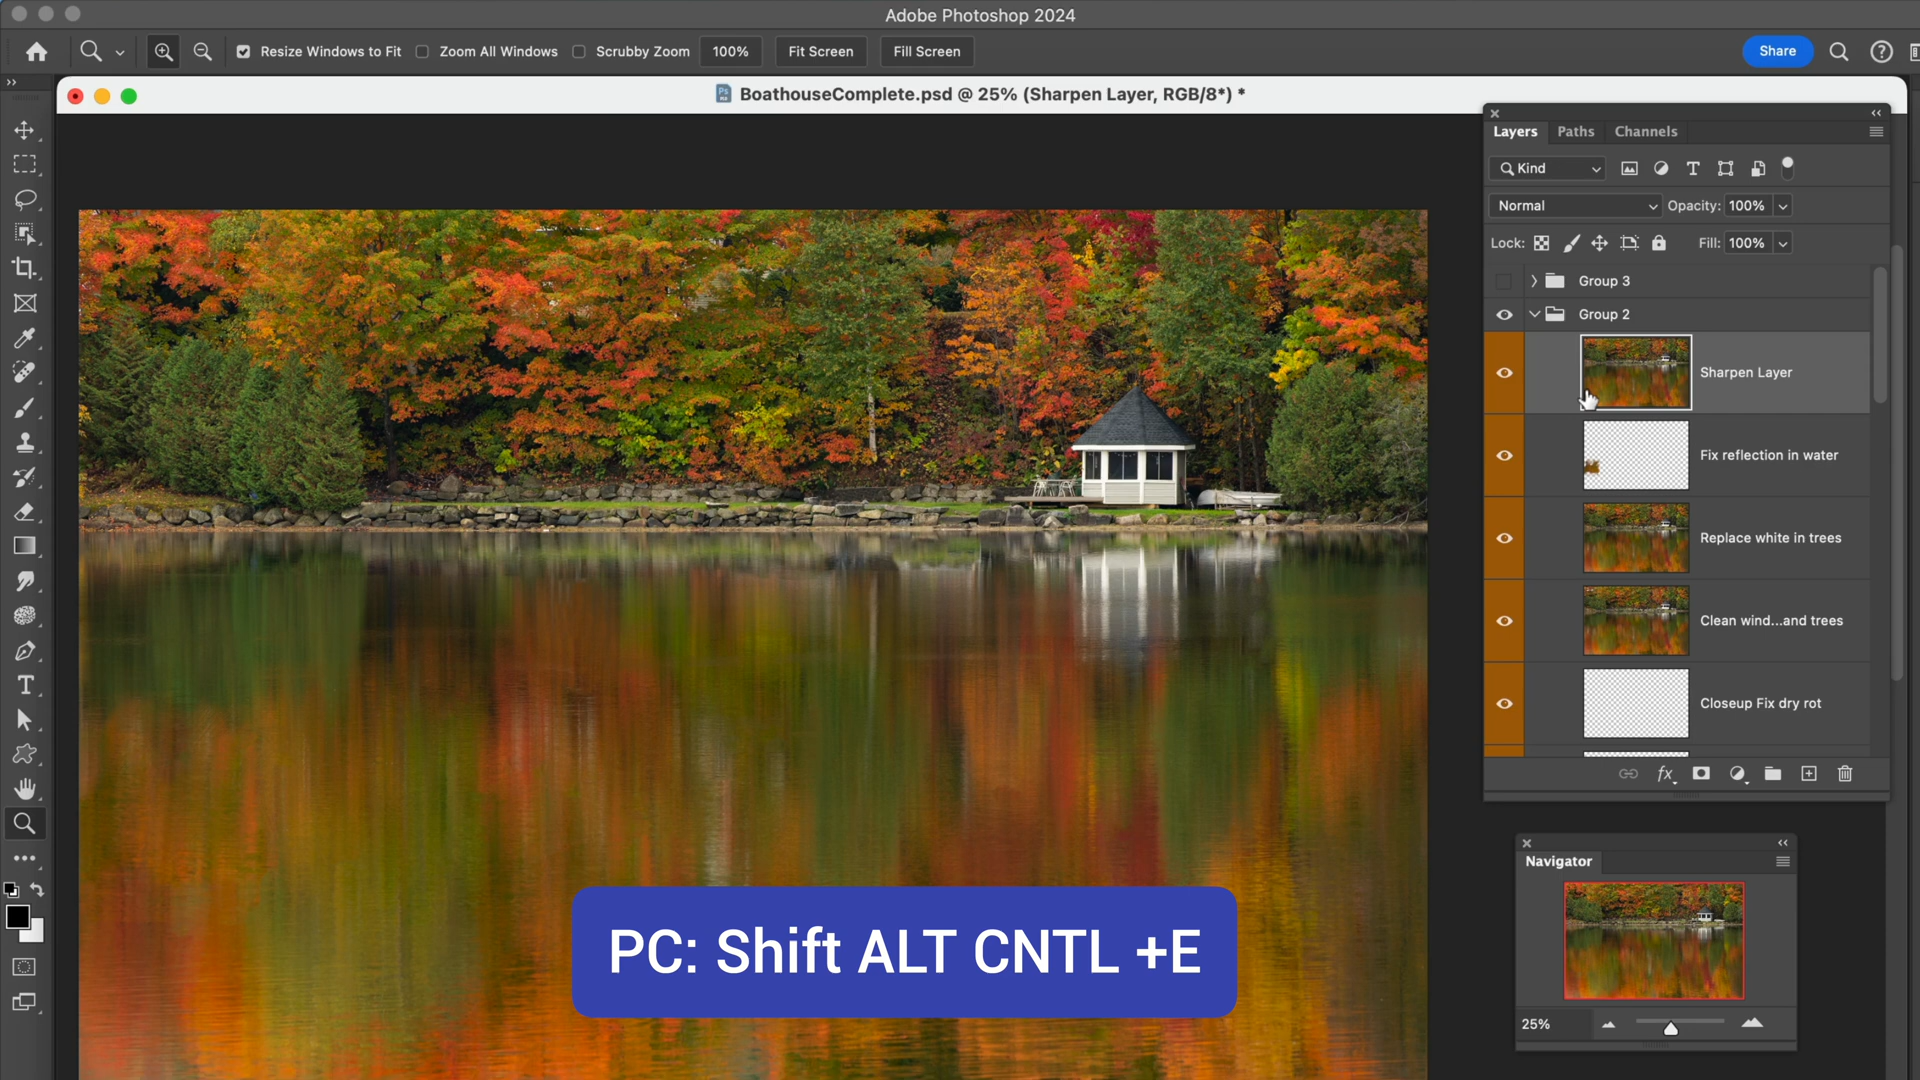 Adobe Photoshop 2024
Resize Windows to Fit
Zoom All Windows
Scrubby Zoom
100%
Fit Screen
Fill Screen
Share
BoathouseComplete.psd @ 25% (Sharpen Layer, RGB/8*) *
Layers
Paths
Channels
Kind
Normal
Opacity: 100%
Lock:
Fill: 100%
Group 3
Group 2
Sharpen Layer
Fix reflection in water
Replace white in trees
Clean wind...and trees
Closeup Fix dry rot
fx
Navigator
25%
PC: Shift ALT CNTL +E